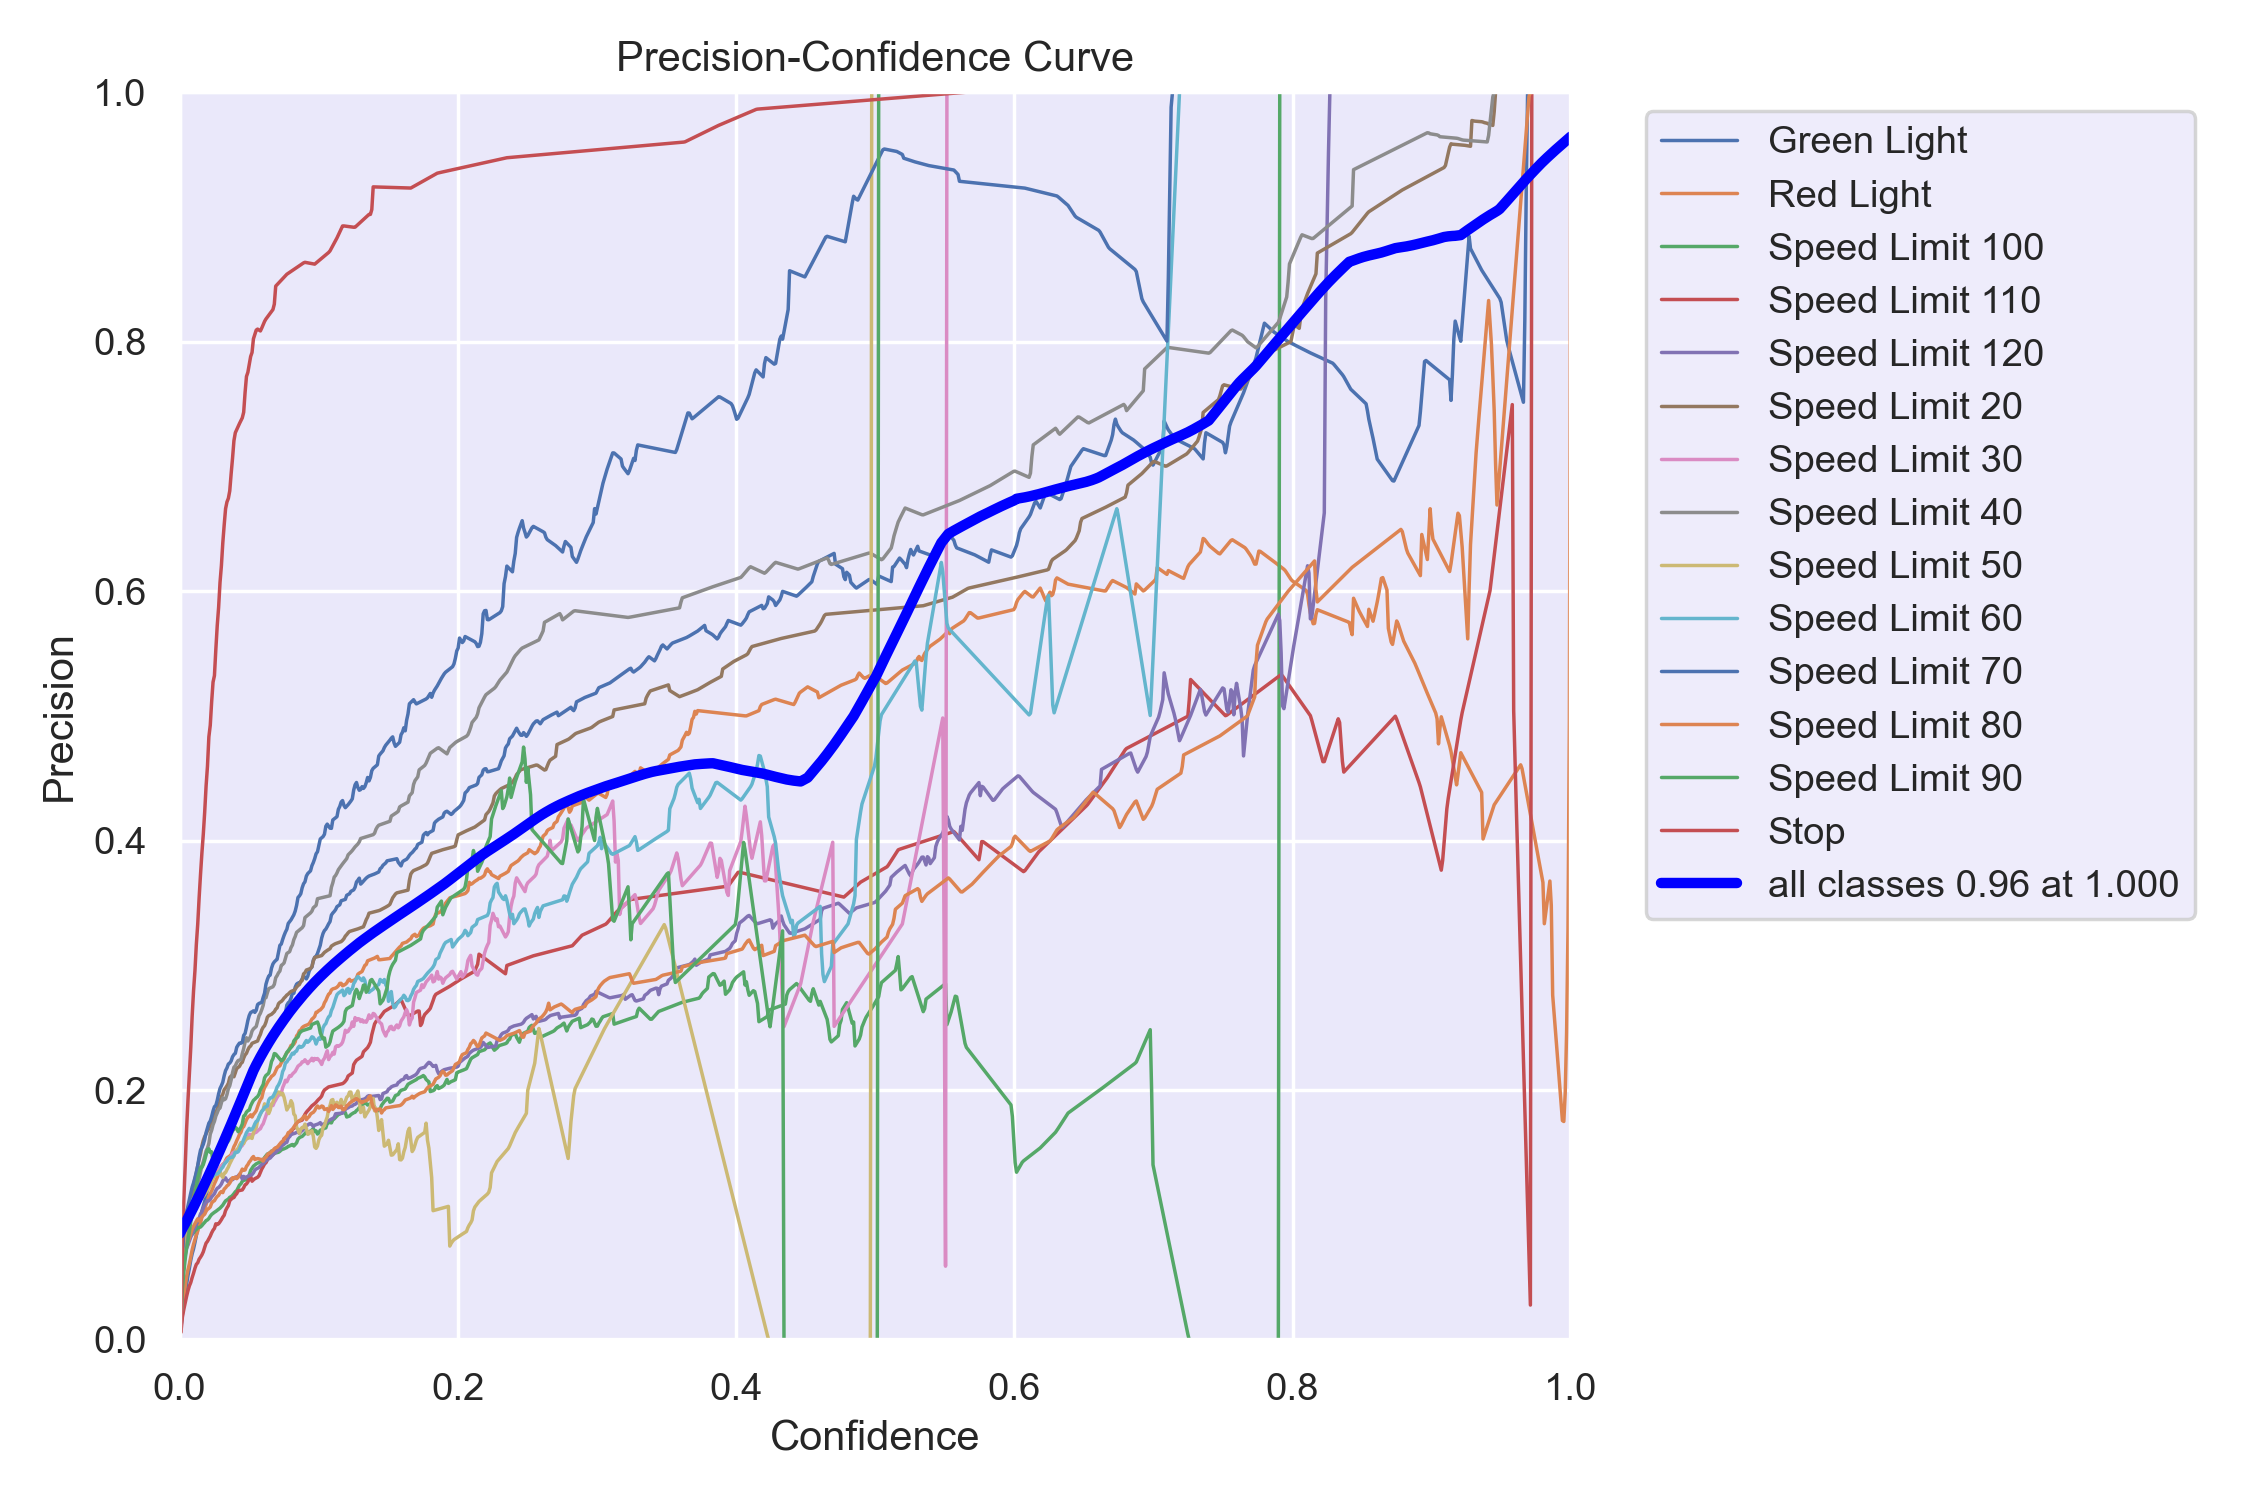 Precision-Confidence Curve
1.0
0.8
0.6
0.4
0.2
0.0
Precision
0.0 0.2 0.4 0.6 0.8 1.0
Confidence
Green Light
Red Light
Speed Limit 100
Speed Limit 110
Speed Limit 120
Speed Limit 20
Speed Limit 30
Speed Limit 40
Speed Limit 50
Speed Limit 60
Speed Limit 70
Speed Limit 80
Speed Limit 90
Stop
all classes 0.96 at 1.000